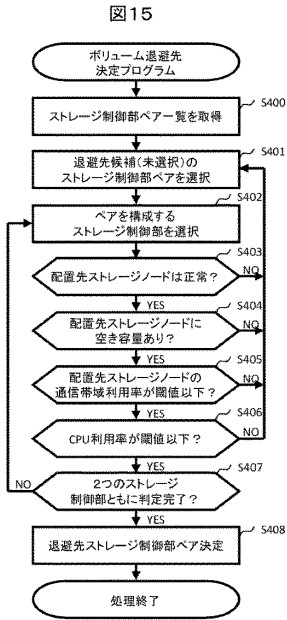 図15
ボリューム退避先
決定プログラム
S400
ストレージ制御部ペア一覧を取得
S401
退避先候補(未選択)の
ストレージ制御部ペアを選択
S402
ペアを構成する
ストレージ制御部を選択
S403
配置先ストレージノードは正常?
NO
YES
S404
配置先ストレージノードに
空き容量あり?
NO
YES
S405
配置先ストレージノードの
通信帯域利用率が閾値以下?
NO
YES
S406
CPU利用率が閾値以下?
NO
YES
S407
NO
2つのストレージ
制御部ともに判定完了?
YES
S408
退避先ストレージ制御部ペア決定
処理終了